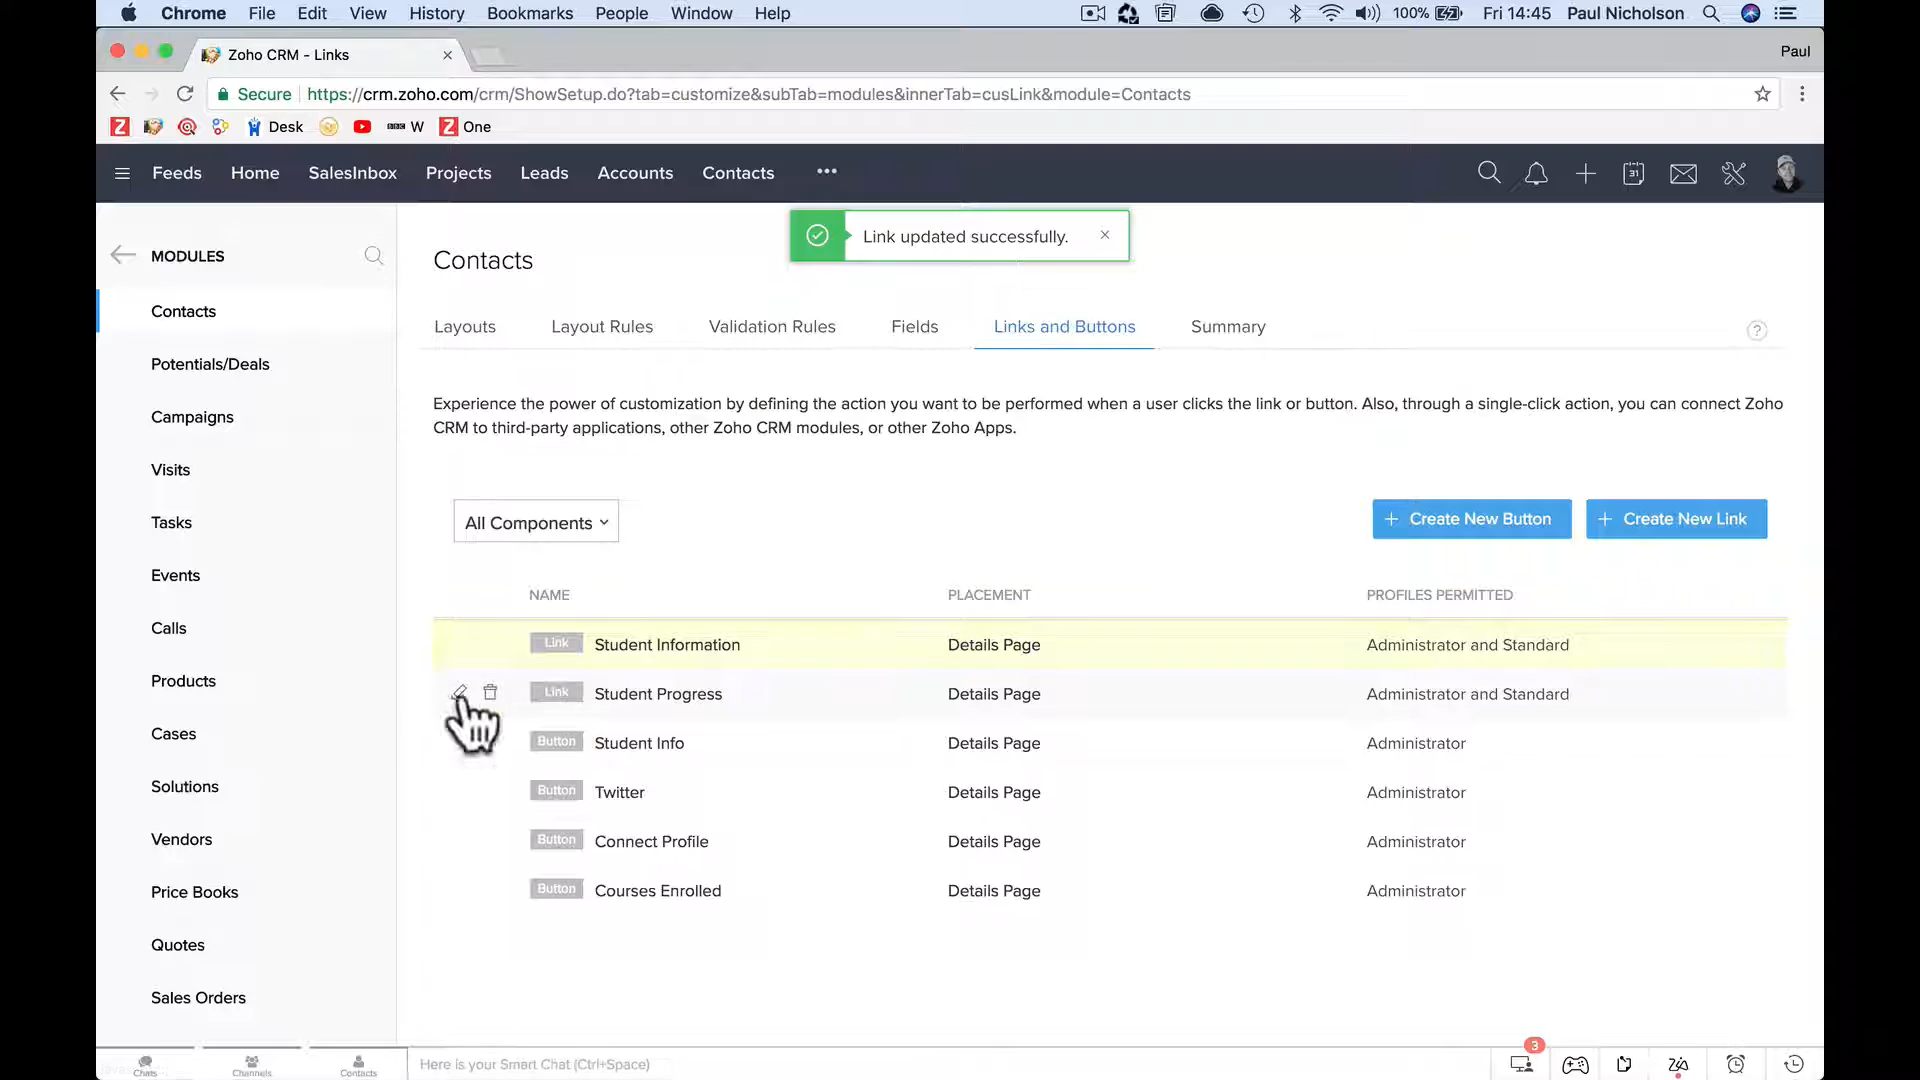 Chrome File Edit View History Bookmarks People Window Help 100% Fri 14:45 Paul Nicholson
Zoho CRM - Links Paul
Secure https://crm.zoho.com/crm/ShowSetup.do?tab=customize&subTab=modules&innerTab=cusLink&module=Contacts
Desk BBC W One
Feeds Home SalesInbox Projects Leads Accounts Contacts ••• 31
Link updated successfully.
MODULES
Contacts
Potentials/Deals
Campaigns
Visits
Tasks
Events
Calls
Products
Cases
Solutions
Vendors
Price Books
Quotes
Sales Orders
Contacts
Layouts Layout Rules Validation Rules Fields Links and Buttons Summary ?
Experience the power of customization by defining the action you want to be performed when a user clicks the link or button. Also, through a single-click action, you can connect Zoho
CRM to third-party applications, other Zoho CRM modules, or other Zoho Apps.
All Components + Create New Button + Create New Link
NAME PLACEMENT PROFILES PERMITTED
Link Student Information Details Page Administrator and Standard
Link Student Progress Details Page Administrator and Standard
Button Student Info Details Page Administrator
Button Twitter Details Page Administrator
Button Connect Profile Details Page Administrator
Button Courses Enrolled Details Page Administrator
Chats Channels Contacts Here is your Smart Chat (Ctrl+Space) 3